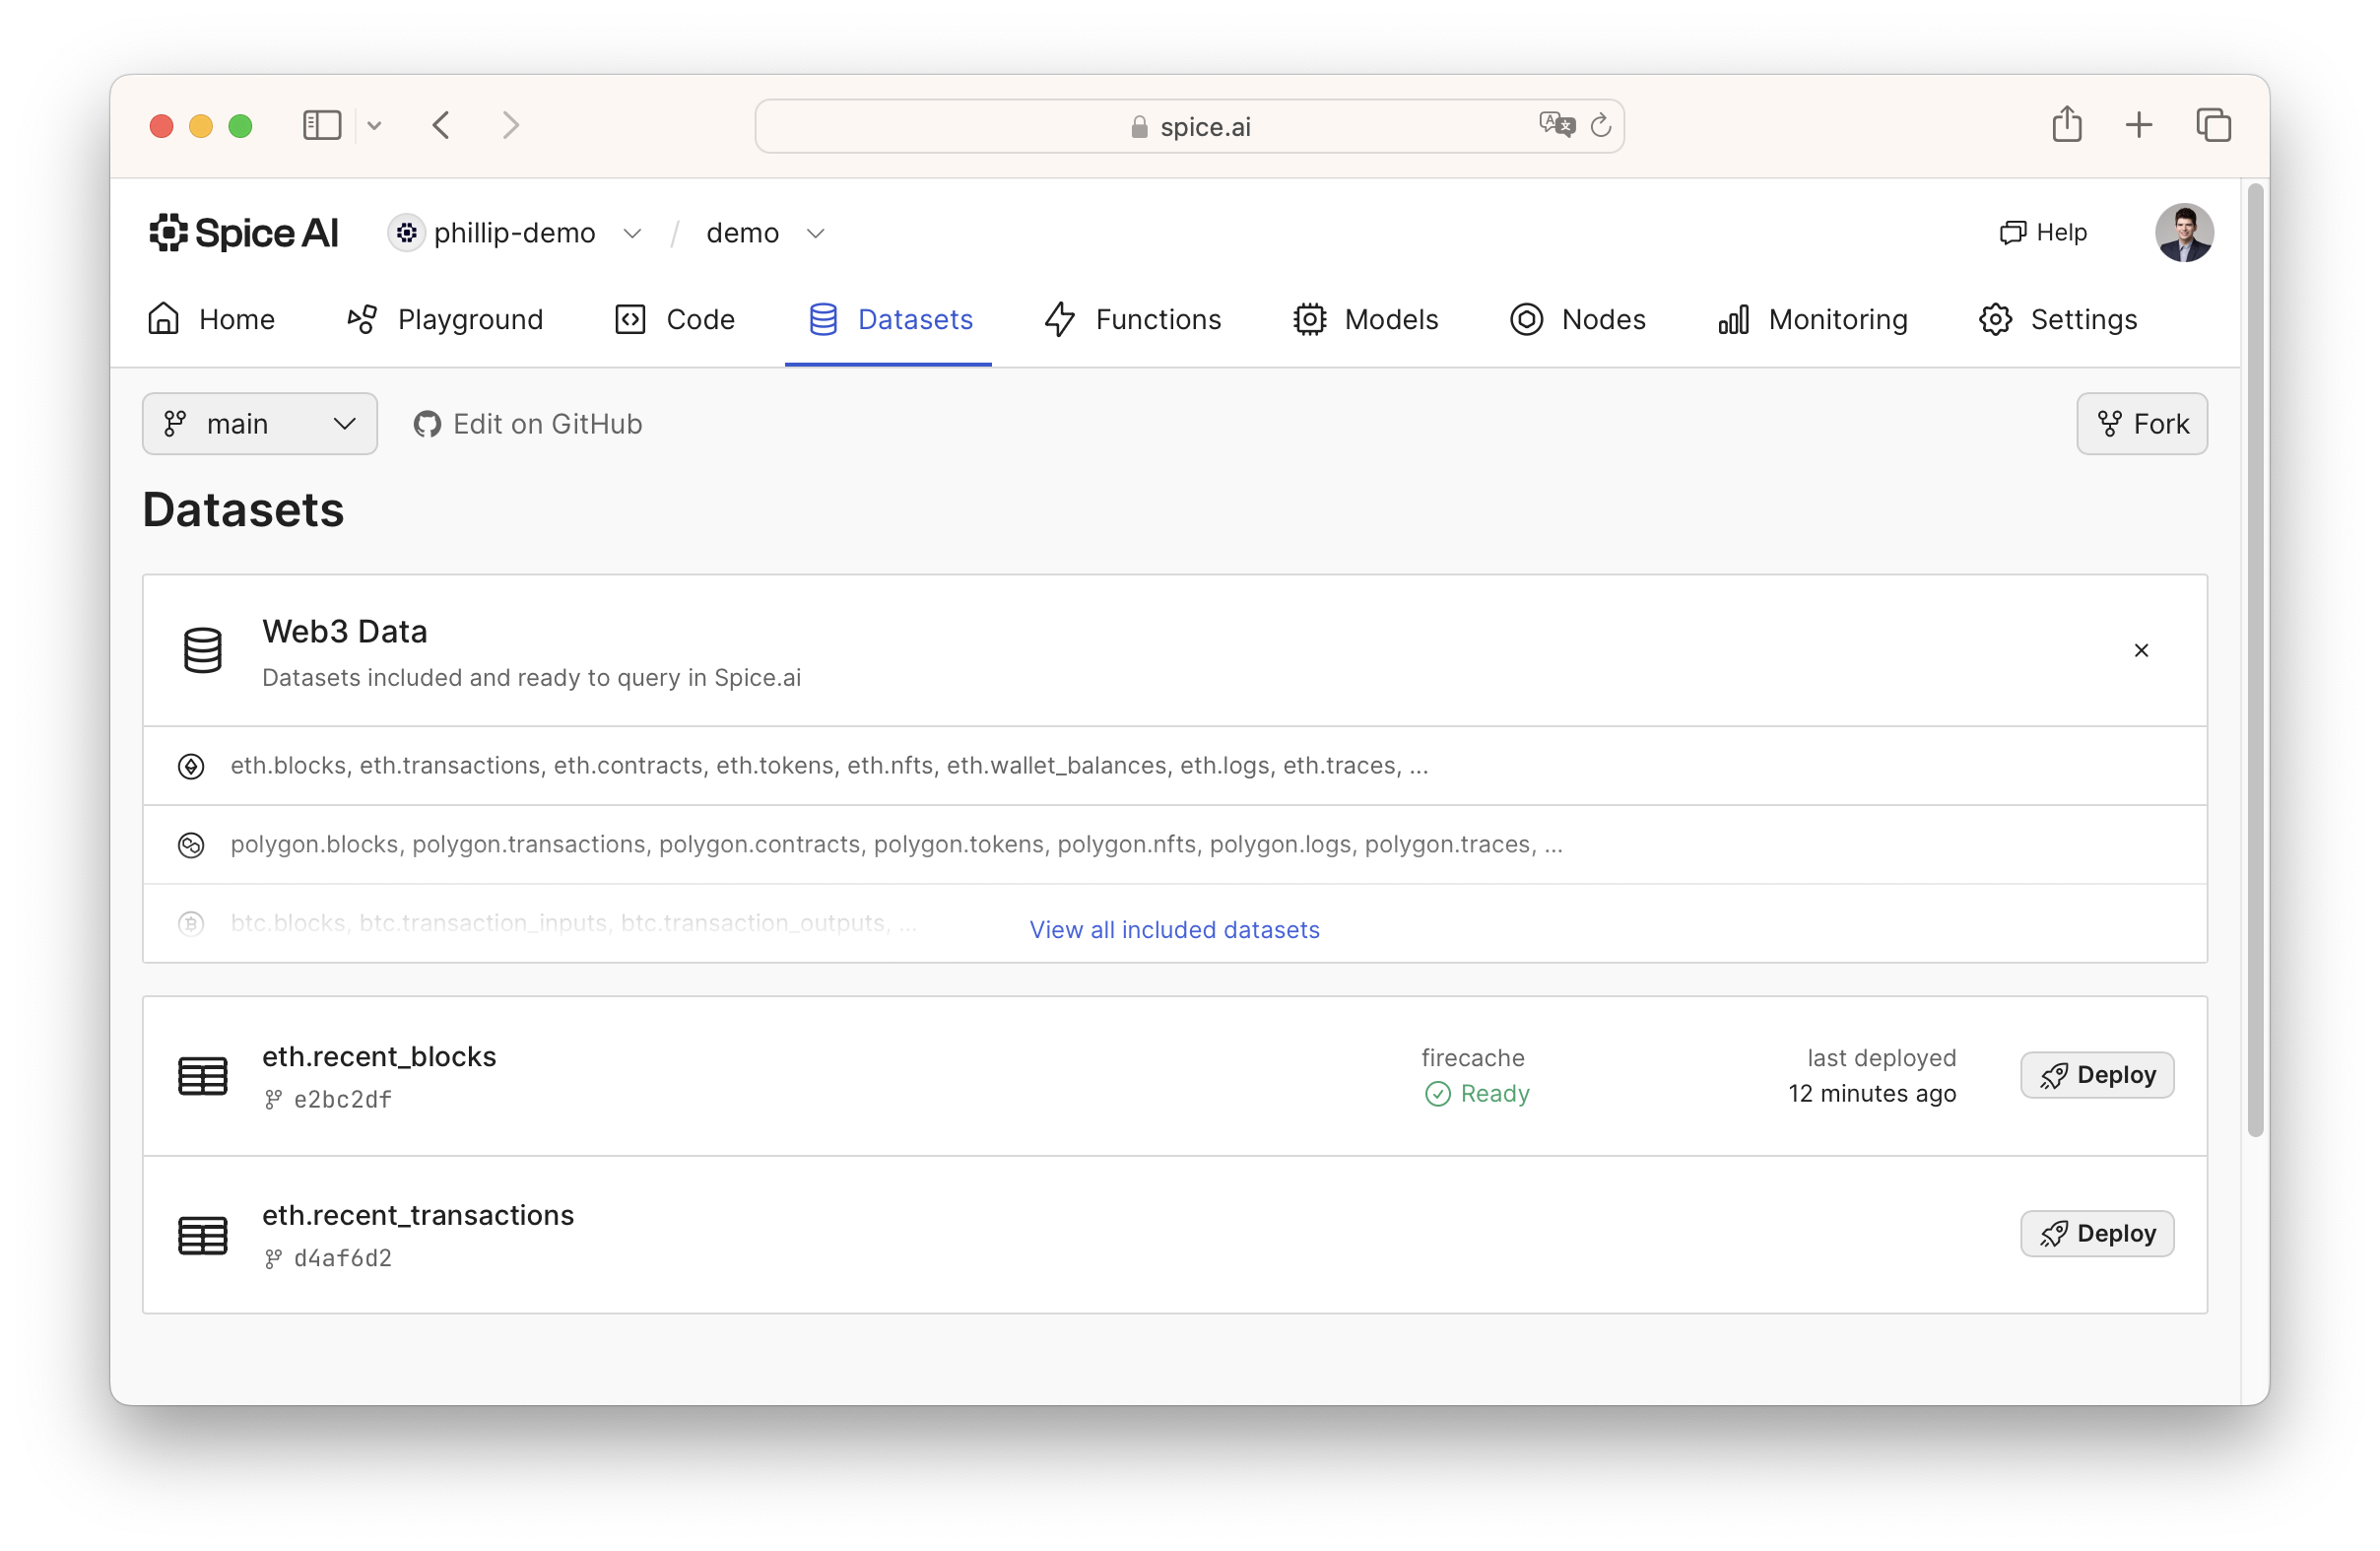 spice.ai
Spice AI phillip-demo / demo Help
Home Playground Code Datasets Functions Models Nodes Monitoring Settings
main Edit on GitHub Fork
Datasets
Web3 Data
Datasets included and ready to query in Spice.ai
eth.blocks, eth.transactions, eth.contracts, eth.tokens, eth.nfts, eth.wallet_balances, eth.logs, eth.traces, ...
polygon.blocks, polygon.transactions, polygon.contracts, polygon.tokens, polygon.nfts, polygon.logs, polygon.traces, ...
btc.blocks, btc.transaction_inputs, btc.transaction_outputs, ...
View all included datasets
eth.recent_blocks firecache last deployed
e2bc2df Ready 12 minutes ago Deploy
eth.recent_transactions
d4af6d2 Deploy